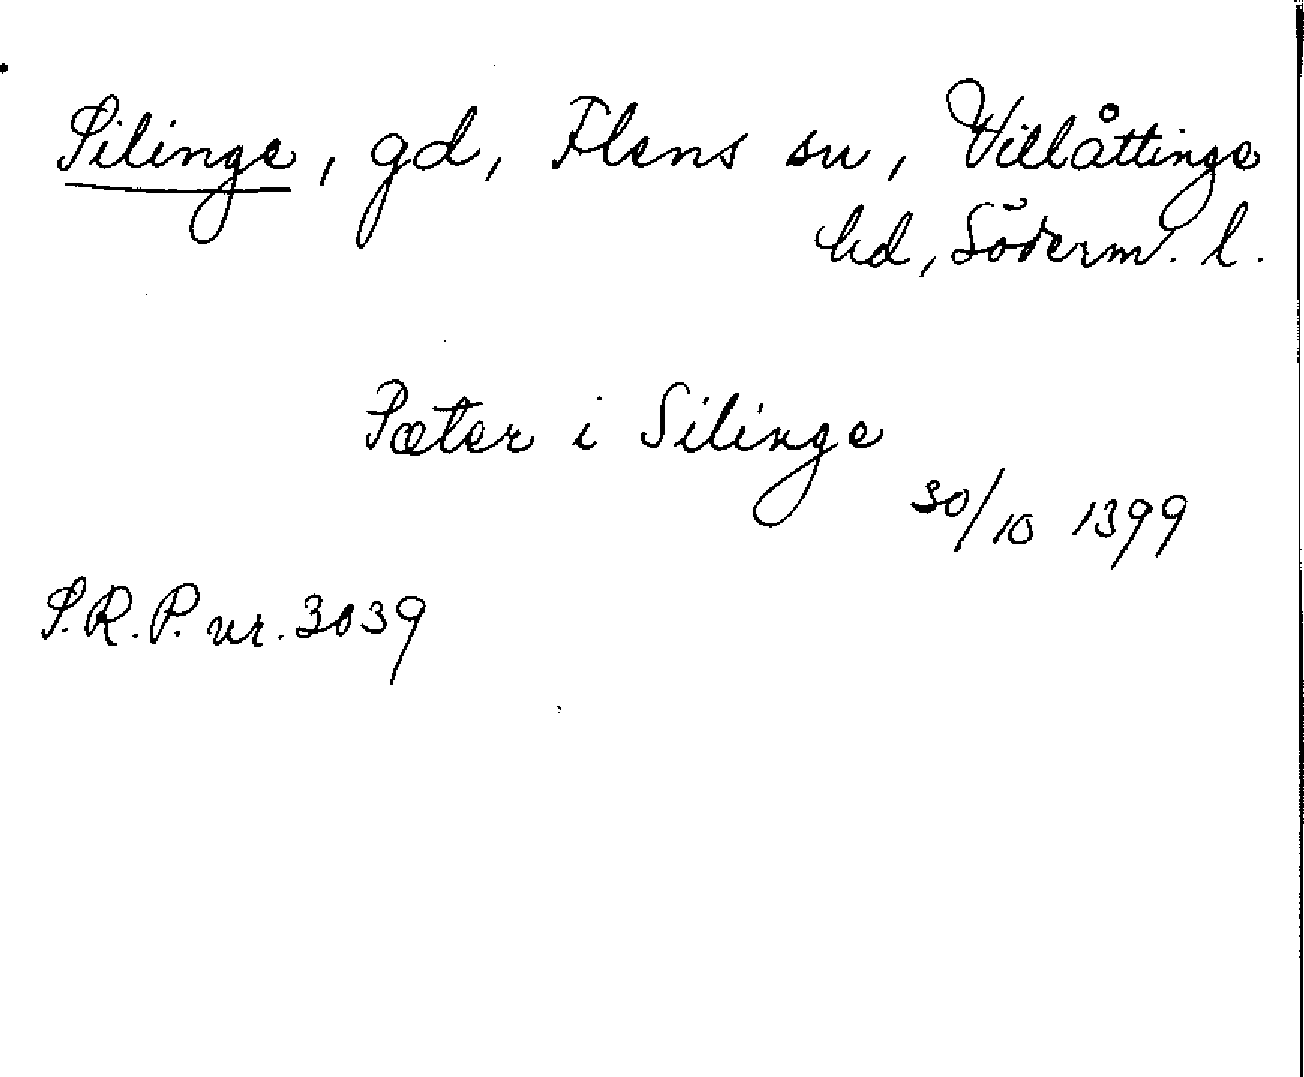 Silinge, gd, Flens sn, Villåttinge
hd, Söderm. l.
Pæter i Silinge
30/10 1399
S.R.P. nr. 3039